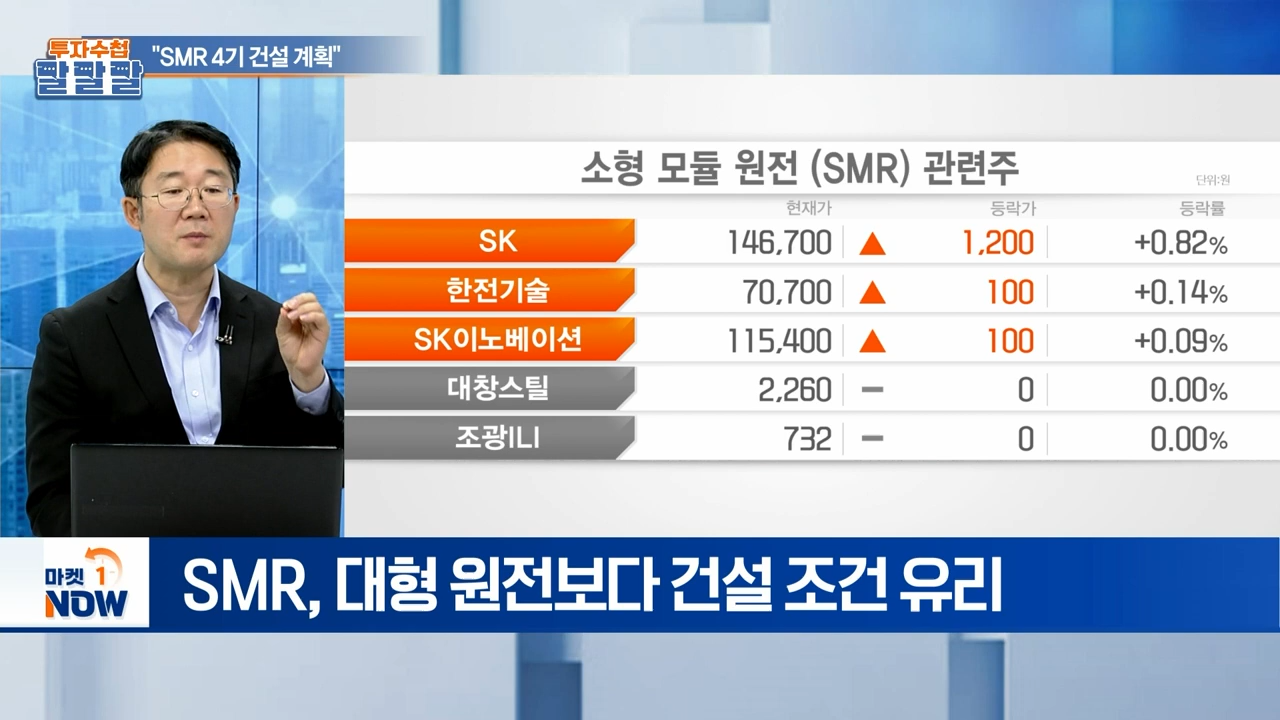 투자수첩
팔팔팔
"SMR 4기 건설 계획"
소형 모듈 원전 (SMR) 관련주
단위:원
현재가 등락가 등락률
SK 146,700 ▲ 1,200 +0.82%
한전기술 70,700 ▲ 100 +0.14%
SK이노베이션 115,400 ▲ 100 +0.09%
대창스틸 2,260 - 0 0.00%
조광ILI 732 - 0 0.00%
마켓 1
NOW
SMR, 대형 원전보다 건설 조건 유리